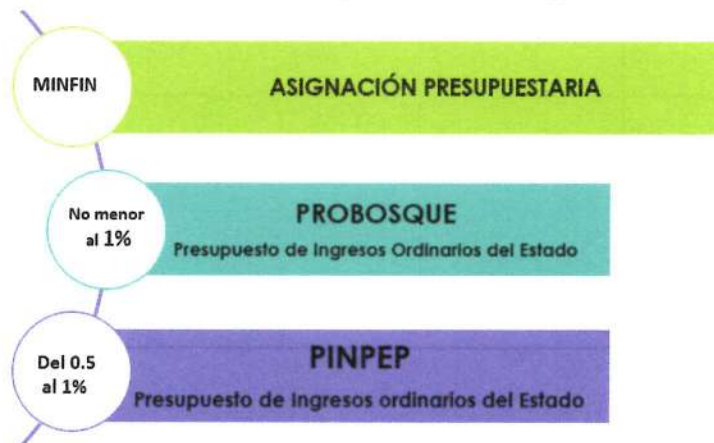 MINFIN
ASIGNACIÓN PRESUPUESTARIA
No menor
al 1%
PROBOSQUE
Presupuesto de Ingresos Ordinarios del Estado
Del 0.5
al 1%
PINPEP
Presupuesto de Ingresos ordinarios del Estado